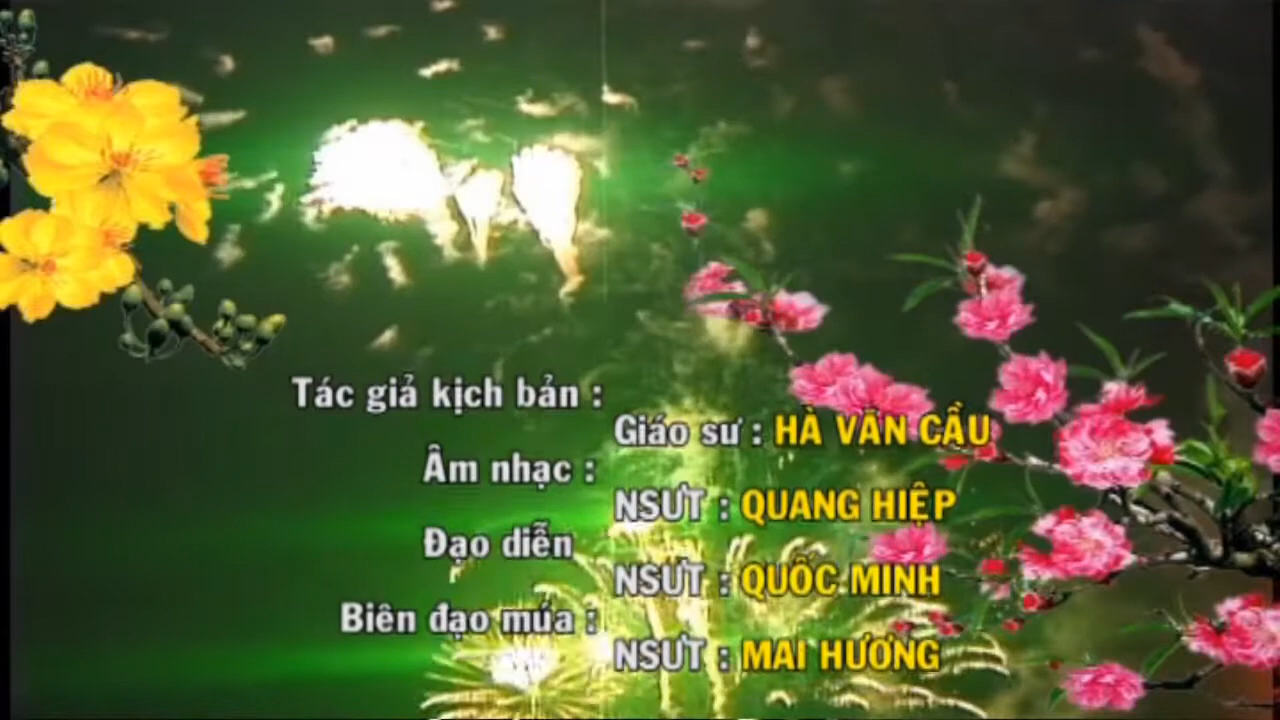 Tác giả kịch bản :
Giáo sư : HÀ VĂN CẦU
Âm nhạc :
NSƯT : QUANG HIỆP
Đạo diễn
NSƯT : QUỐC MINH
Biên đạo múa :
NSƯT : MAI HƯƠNG